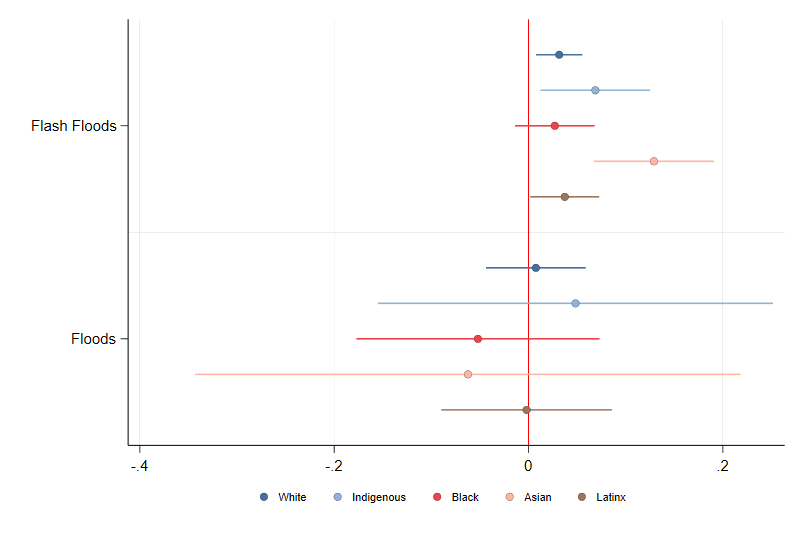 Flash Floods
Floods
-.4 -.2 0 .2
White Indigenous Black Asian Latinx